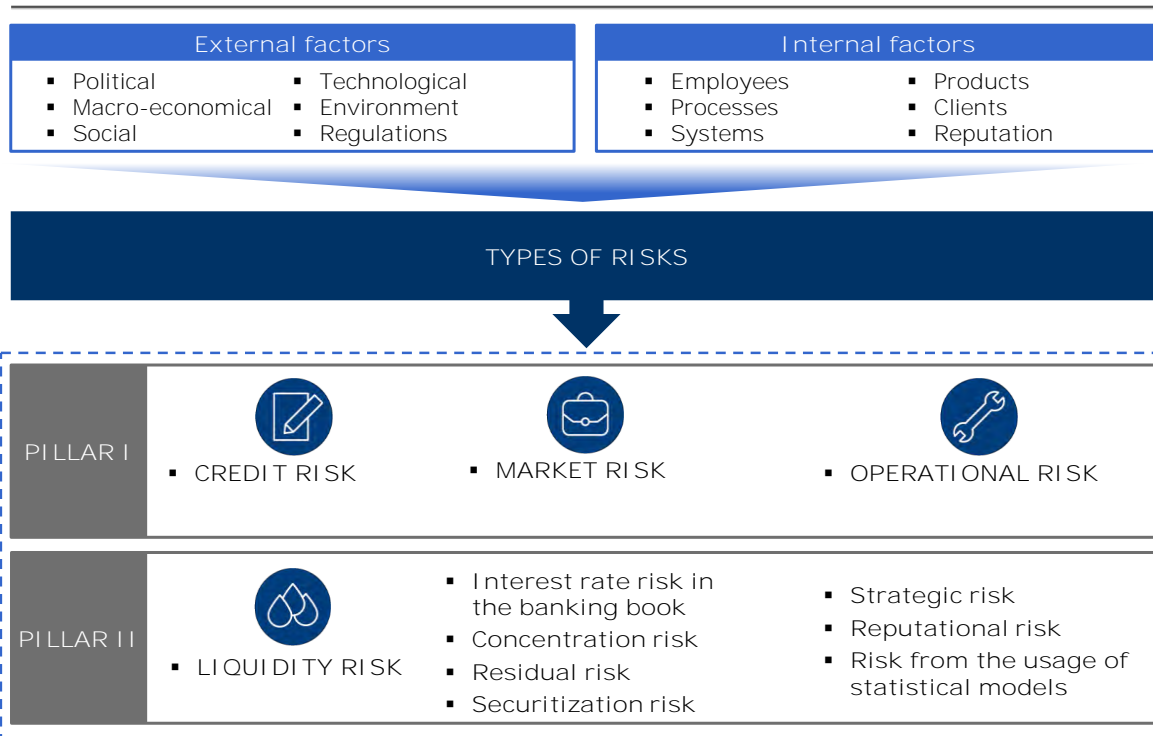 External factors
▪ Political
▪ Macro-economical
▪ Social
▪ Technological
▪ Environment
▪ Regulations
Internal factors
▪ Employees
▪ Processes
▪ Systems
▪ Products
▪ Clients
▪ Reputation
TYPES OF RISKS
PILLAR I
▪ CREDIT RISK
▪ MARKET RISK
▪ OPERATIONAL RISK
PILLAR II
▪ LIQUIDITY RISK
▪ Interest rate risk in
the banking book
▪ Concentration risk
▪ Residual risk
▪ Securitization risk
▪ Strategic risk
▪ Reputational risk
▪ Risk from the usage of
statistical models